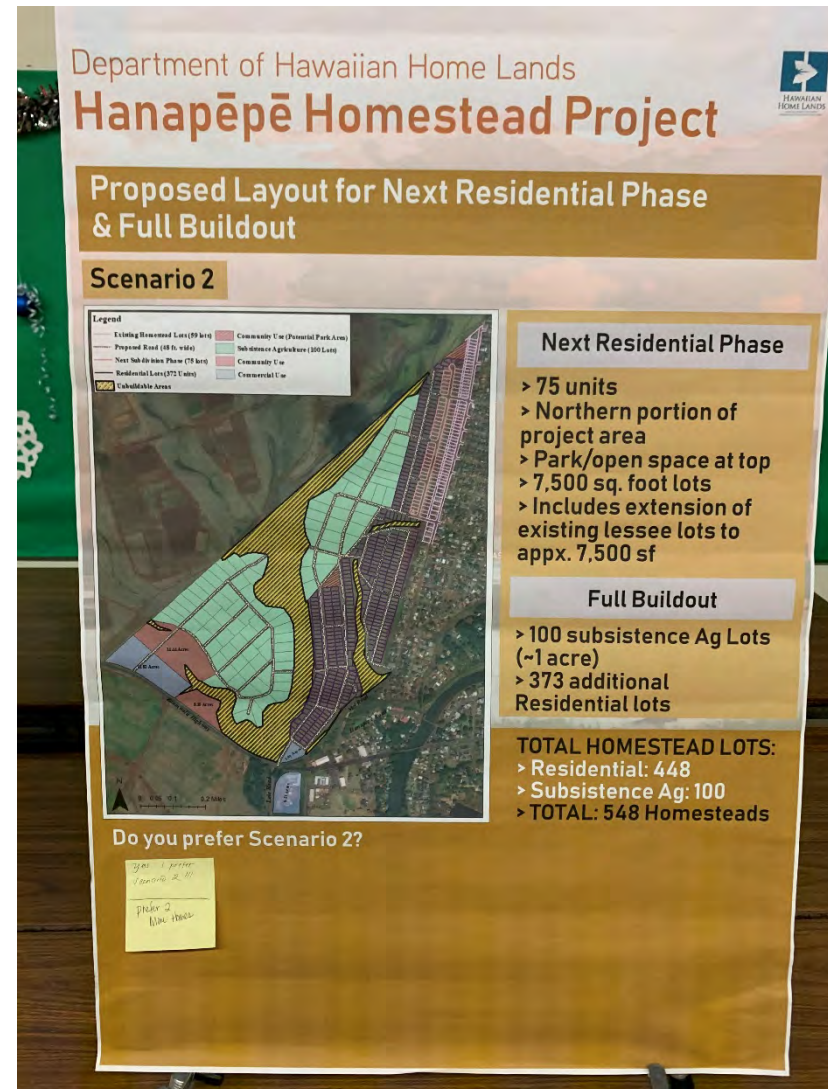 Department of Hawaiian Home Lands
Hanapēpē Homestead Project
HAWAIIAN
HOME LANDS
Proposed Layout for Next Residential Phase
& Full Buildout
Scenario 2
Legend
Existing Homestead Lots (59 lots)
Proposed Road (48 ft. wide)
Next Subdivision Phase (75 lots)
Residential Lots (372 Units)
Unbuildable Areas
Community Use (Potential Park Area)
Subsistence Agriculture (100 Lots)
Community Use
Commercial Use
N
Miles
Next Residential Phase
> 75 units
> Northern portion of
project area
> Park/open space at top
> 7,500 sq. foot lots
> Includes extension of
existing lessee lots to
appx. 7,500 sf
Full Buildout
> 100 subsistence Ag Lots
(~1 acre)
> 373 additional
Residential lots
TOTAL HOMESTEAD LOTS:
> Residential: 448
> Subsistence Ag: 100
> TOTAL: 548 Homesteads
Do you prefer Scenario 2?
yes i prefer
scenario 2 !!!
Prefer 2
More homes